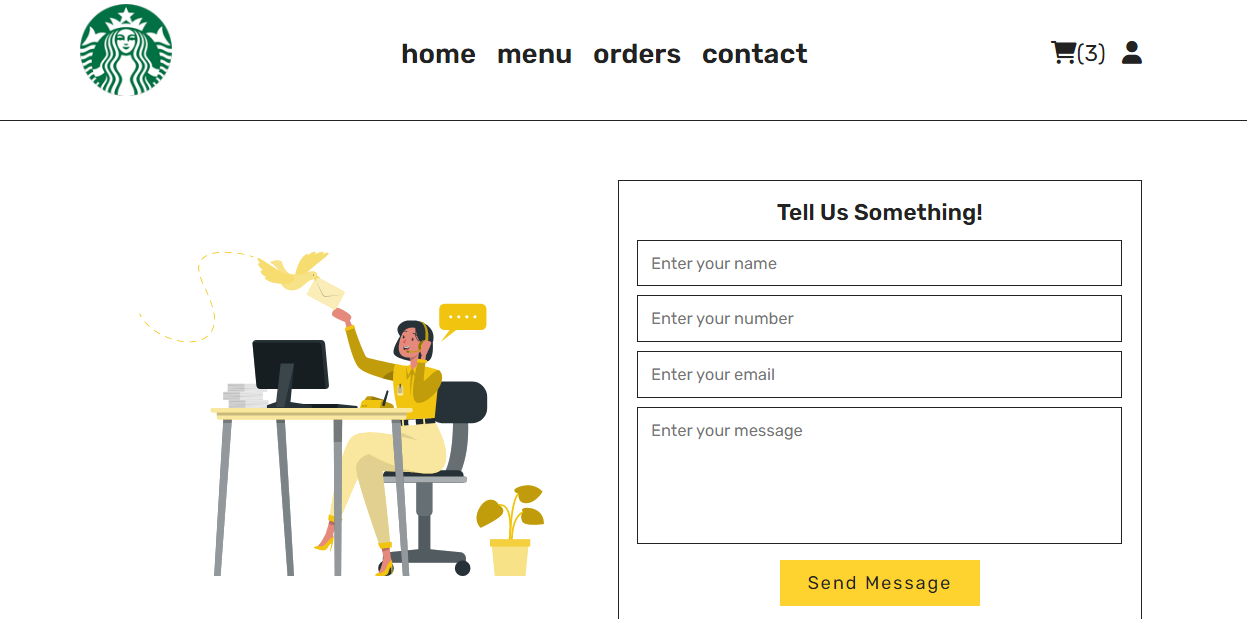 home menu orders contact (3)
Tell Us Something!
Enter your name
Enter your number
Enter your email
Enter your message
Send Message